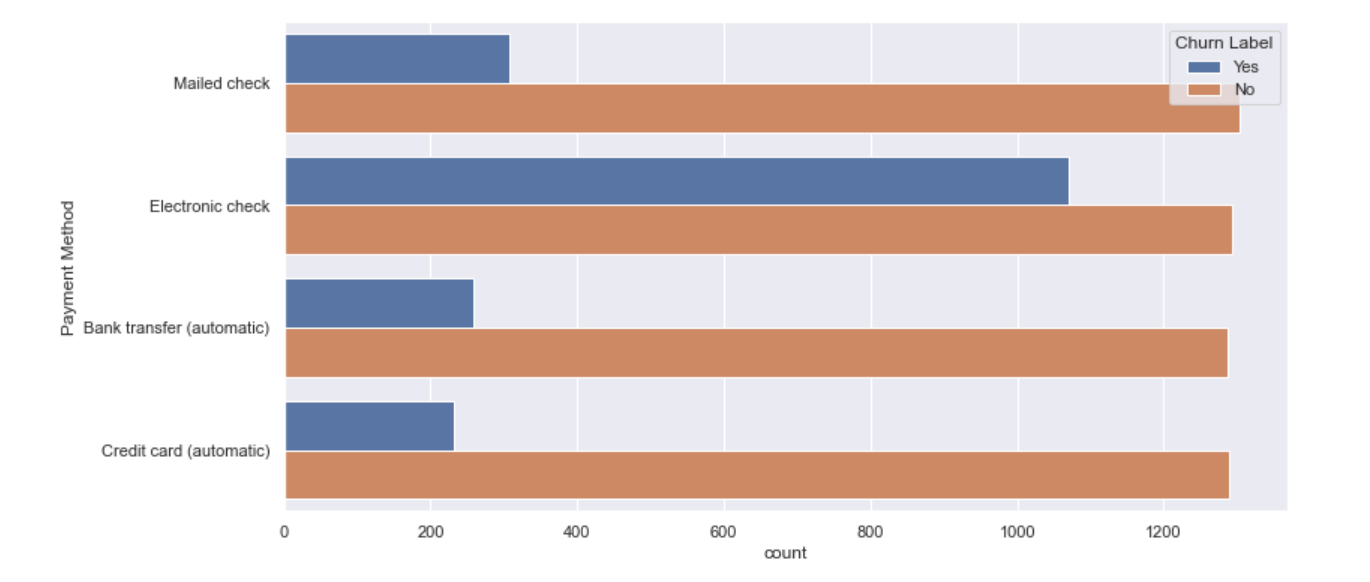 Churn Label
Yes
No
Payment Method
Mailed check
Electronic check
Bank transfer (automatic)
Credit card (automatic)
0 200 400 600 800 1000 1200
count